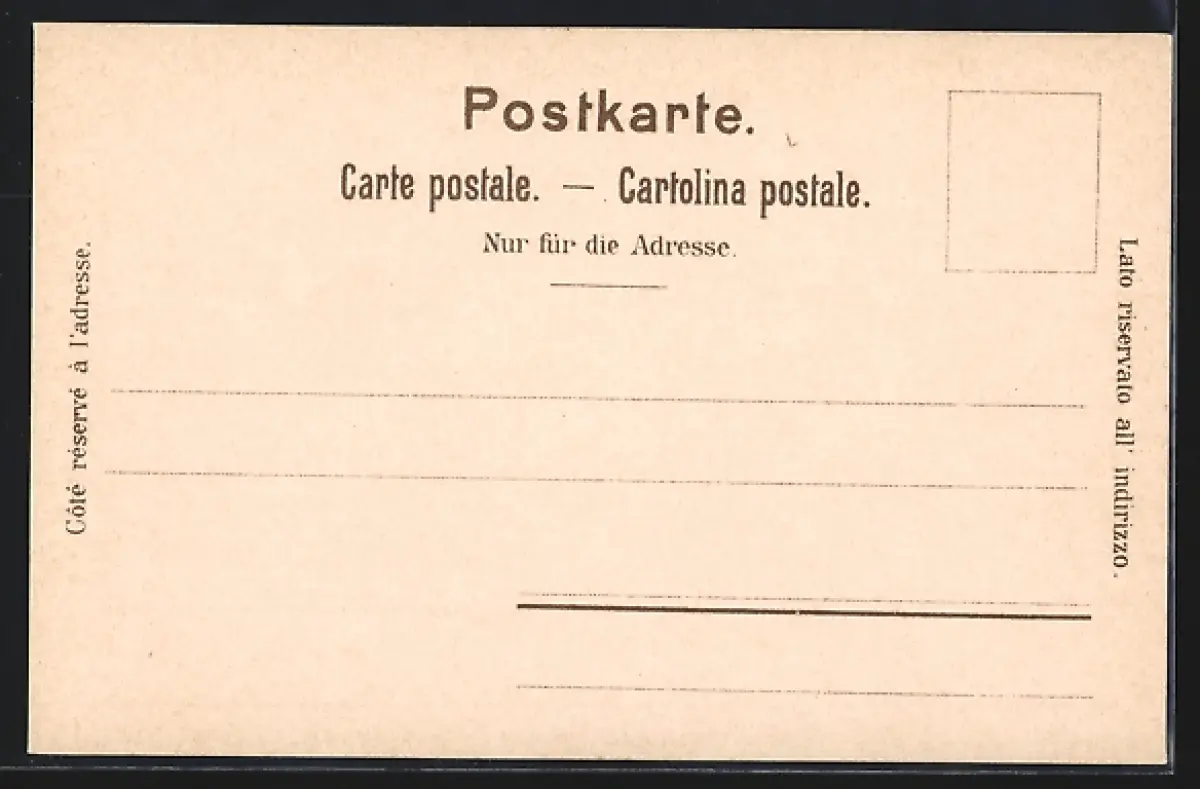 Postkarte.
Carte postale. — Cartolina postale.
Nur für die Adresse.
Côté réservé à l'adresse.
Lato riservato all' indirizzo.